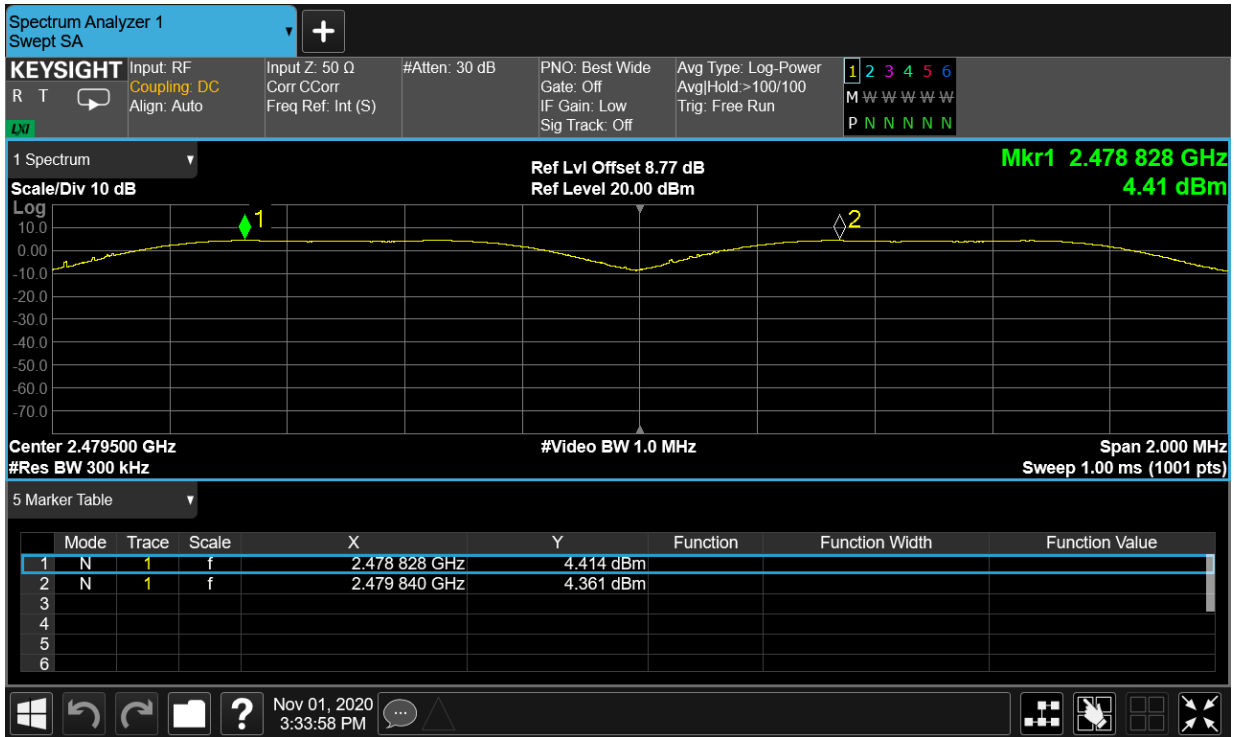 Spectrum Analyzer 1
Swept SA
KEYSIGHT
R T
LXI
Input: RF
Coupling: DC
Align: Auto
Input Z: 50 Ω
Corr CCorr
Freq Ref: Int (S)
#Atten: 30 dB
PNO: Best Wide
Gate: Off
IF Gain: Low
Sig Track: Off
Avg Type: Log-Power
Avg|Hold:>100/100
Trig: Free Run
1 2 3 4 5 6
M W W W W W
P N N N N N
1 Spectrum
Scale/Div 10 dB
Ref Lvl Offset 8.77 dB
Ref Level 20.00 dBm
Mkr1 2.478 828 GHz
4.41 dBm
Log
10.0
0.00
-10.0
-20.0
-30.0
-40.0
-50.0
-60.0
-70.0
1
2
Center 2.479500 GHz
#Res BW 300 kHz
#Video BW 1.0 MHz
Span 2.000 MHz
Sweep 1.00 ms (1001 pts)
5 Marker Table
Mode Trace Scale X Y Function Function Width Function Value
1 N 1 f 2.478 828 GHz 4.414 dBm
2 N 1 f 2.479 840 GHz 4.361 dBm
3
4
5
6
?
Nov 01, 2020
3:33:58 PM